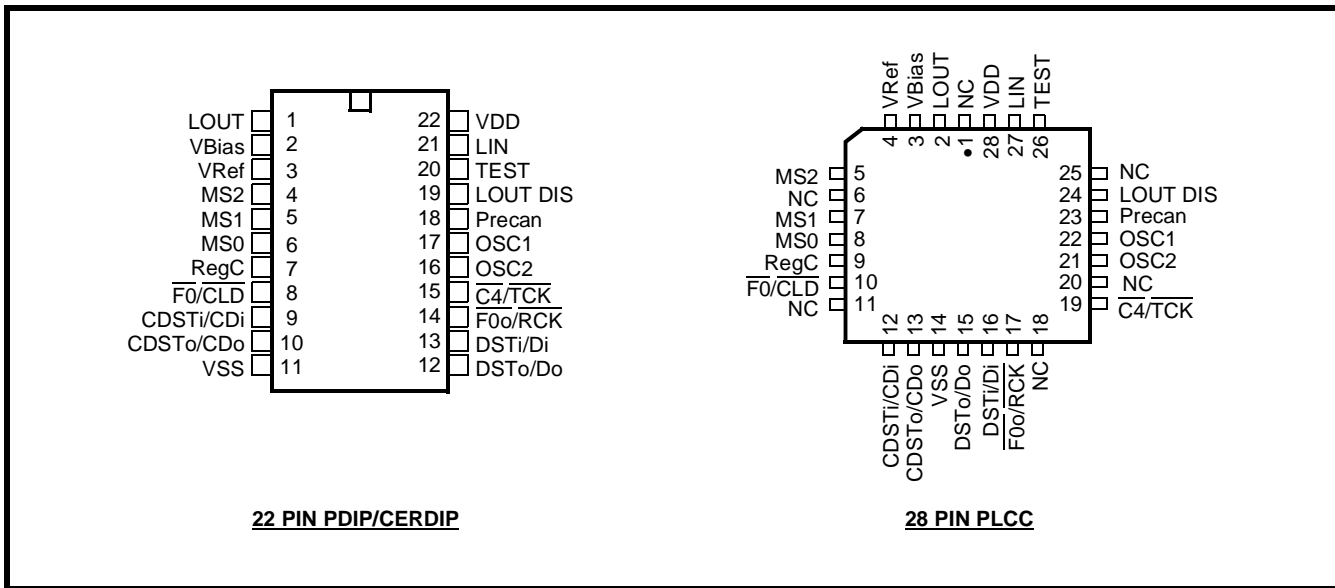 LOUT 1 22 VDD
VBias 2 21 LIN
VRef 3 20 TEST
MS2 4 19 LOUT DIS
MS1 5 18 Precan
MS0 6 17 OSC1
RegC 7 16 OSC2
F0/CLD 8 15 C4/TCK
CDSTi/CDi 9 14 F0o/RCK
CDSTo/CDo 10 13 DSTi/Di
VSS 11 12 DSTo/Do
22 PIN PDIP/CERDIP
VRef VBias LOUT NC VDD LIN TEST
4 3 2 1 28 27 26
MS2 5 25 NC
NC 6 24 LOUT DIS
MS1 7 23 Precan
MS0 8 22 OSC1
RegC 9 21 OSC2
F0/CLD 10 20 NC
NC 11 19 C4/TCK
12 13 14 15 16 17 18
CDSTi/CDi CDSTo/CDo VSS DSTo/Do DSTi/Di F0o/RCK NC
28 PIN PLCC